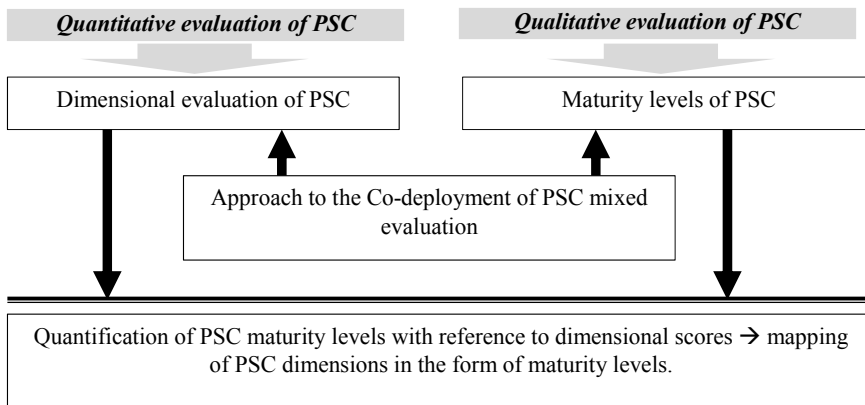 Quantitative evaluation of PSC
Qualitative evaluation of PSC
Dimensional evaluation of PSC
Maturity levels of PSC
Approach to the Co-deployment of PSC mixed
evaluation
Quantification of PSC maturity levels with reference to dimensional scores → mapping
of PSC dimensions in the form of maturity levels.